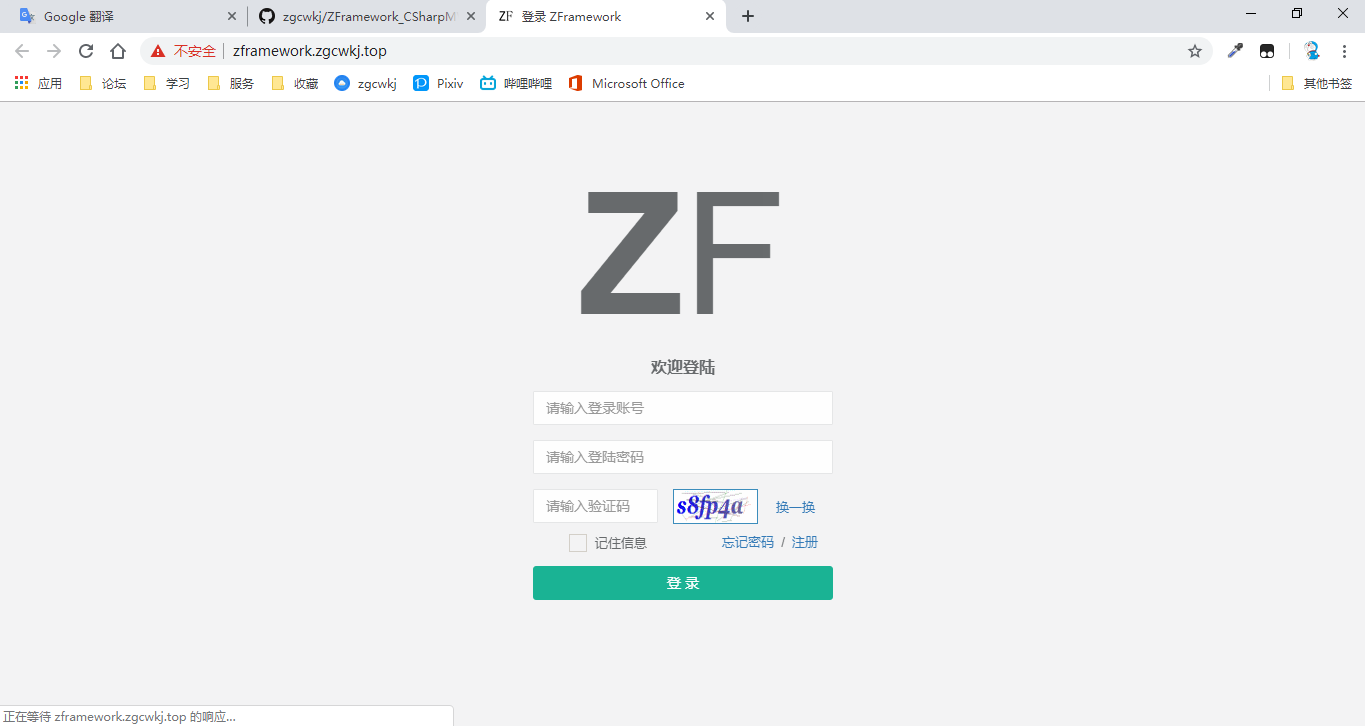 Google 翻译
zgcwkj/ZFramework_CSharpM
ZF 登录 ZFramework
不安全 zframework.zgcwkj.top
应用 论坛 学习 服务 收藏 zgcwkj Pixiv 哔哩哔哩 Microsoft Office 其他书签
ZF
欢迎登陆
请输入登录账号
请输入登陆密码
请输入验证码 s8fp4a 换一换
记住信息 忘记密码 / 注册
登 录
正在等待 zframework.zgcwkj.top 的响应...